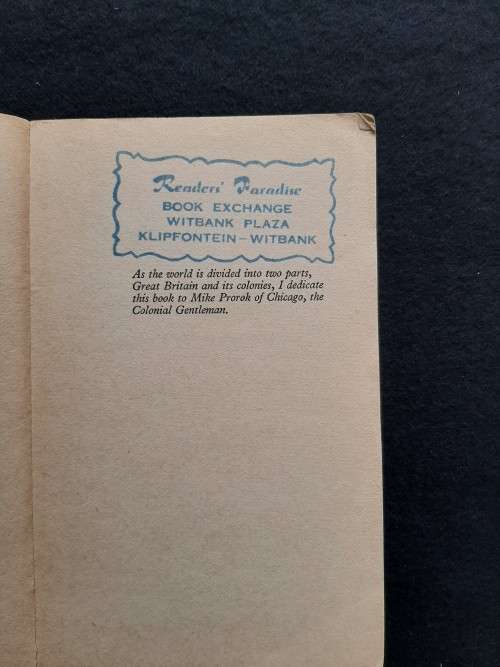 Readers' Paradise
BOOK EXCHANGE
WITBANK PLAZA
KLIPFONTEIN – WITBANK
As the world is divided into two parts,
Great Britain and its colonies, I dedicate
this book to Mike Prorok of Chicago, the
Colonial Gentleman.